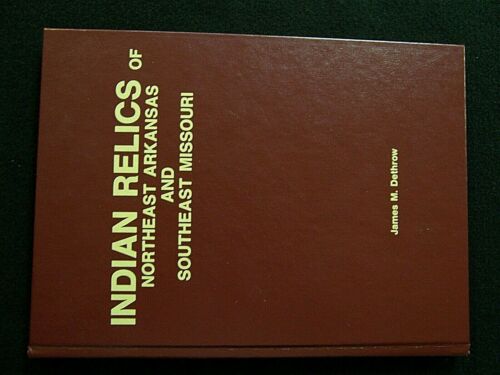 INDIAN RELICS OF
NORTHEAST ARKANSAS
AND
SOUTHEAST MISSOURI
James M. Dethrow